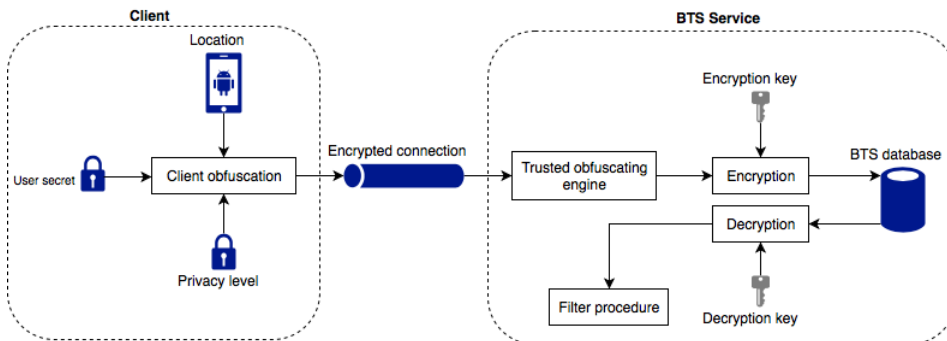 Client
Location
User secret
Client obfuscation
Privacy level
Encrypted connection
BTS Service
Trusted obfuscating
engine
Encryption key
Encryption
BTS database
Decryption
Filter procedure
Decryption key